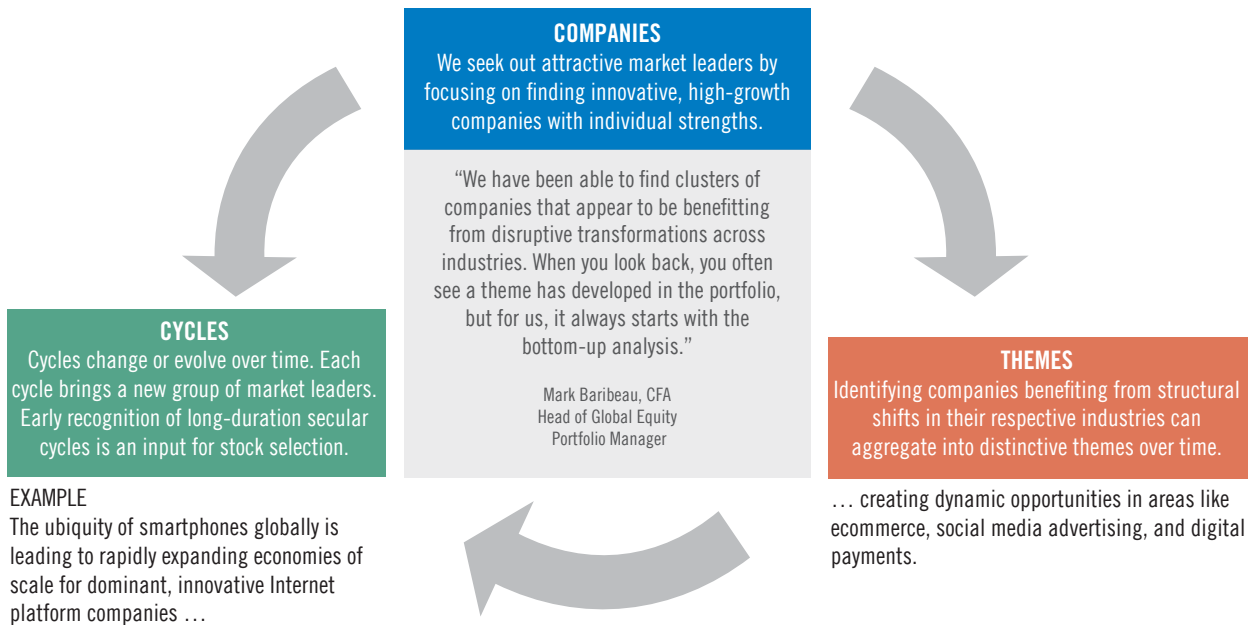 COMPANIES
We seek out attractive market leaders by
focusing on finding innovative, high-growth
companies with individual strengths.
“We have been able to find clusters of
companies that appear to be benefitting
from disruptive transformations across
industries. When you look back, you often
see a theme has developed in the portfolio,
but for us, it always starts with the
bottom-up analysis.”
Mark Baribeau, CFA
Head of Global Equity
Portfolio Manager
CYCLES
Cycles change or evolve over time. Each
cycle brings a new group of market leaders.
Early recognition of long-duration secular
cycles is an input for stock selection.
EXAMPLE
The ubiquity of smartphones globally is
leading to rapidly expanding economies of
scale for dominant, innovative Internet
platform companies …
THEMES
Identifying companies benefiting from structural
shifts in their respective industries can
aggregate into distinctive themes over time.
… creating dynamic opportunities in areas like
ecommerce, social media advertising, and digital
payments.